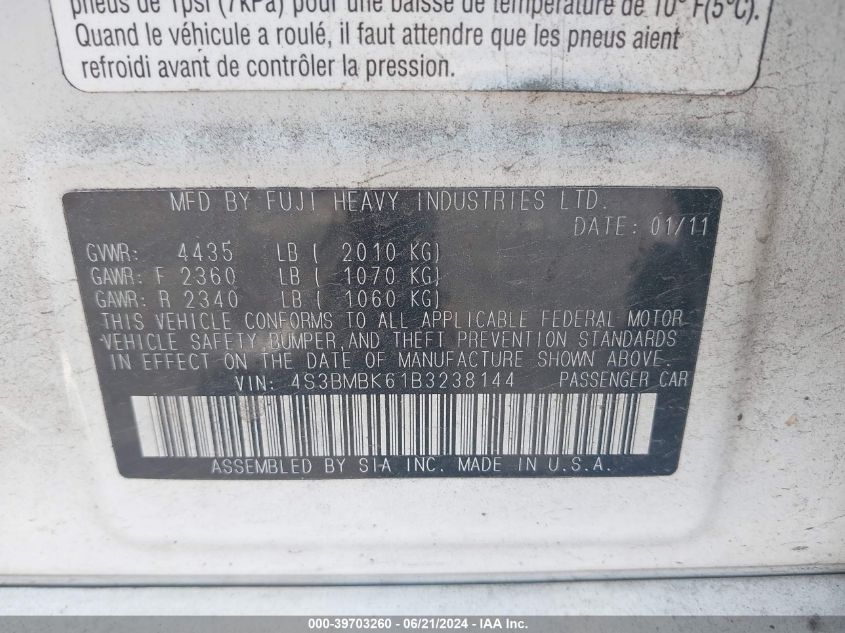 pneus de 1psi (7kPa) pour une baisse de température de 10° F(5°C).
Quand le véhicule a roulé, il faut attendre que les pneus aient
refroidi avant de contrôler la pression.
MFD BY FUJI HEAVY INDUSTRIES LTD.
DATE: 01/11
GVWR: 4435 LB ( 2010 KG)
GAWR: F 2360 LB ( 1070 KG)
GAWR: R 2340 LB ( 1060 KG)
THIS VEHICLE CONFORMS TO ALL APPLICABLE FEDERAL MOTOR
VEHICLE SAFETY, BUMPER, AND THEFT PREVENTION STANDARDS
IN EFFECT ON THE DATE OF MANUFACTURE SHOWN ABOVE.
VIN: 4S3BMBK61B3238144 PASSENGER CAR
ASSEMBLED BY SIA INC. MADE IN U.S.A.
000-39703260 - 06/21/2024 - IAA Inc.